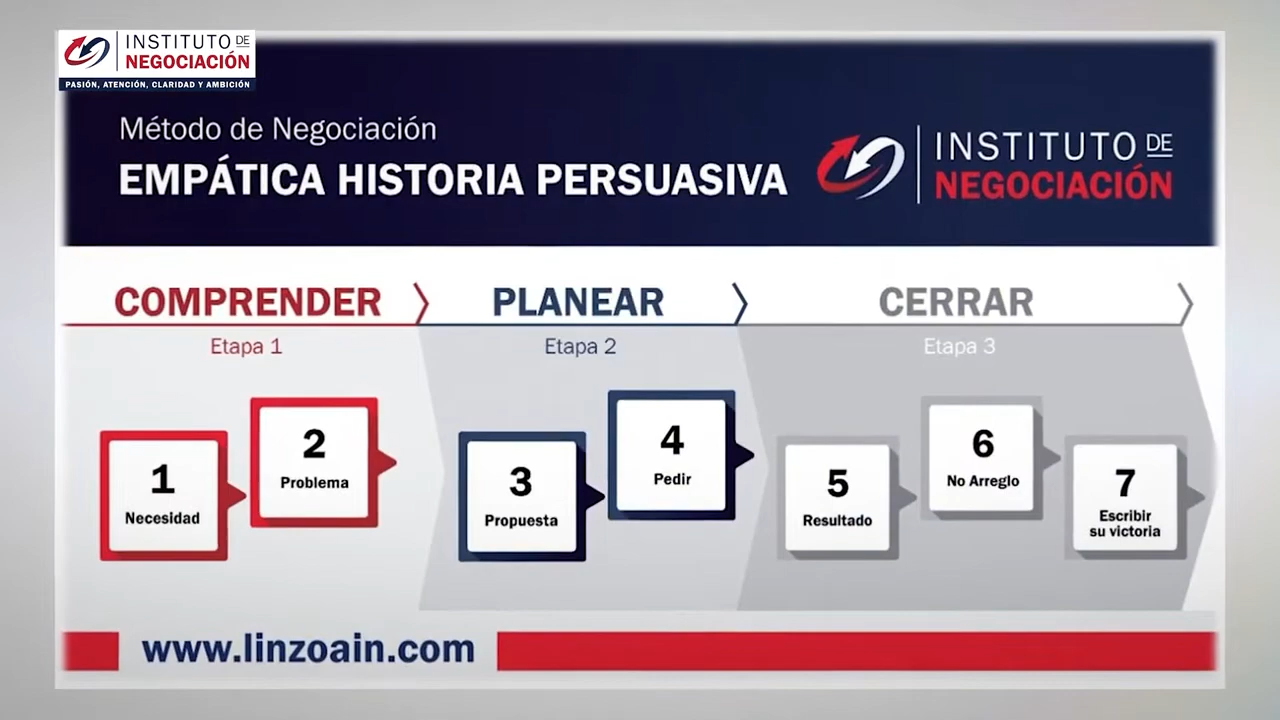 INSTITUTO DE
NEGOCIACIÓN
PASIÓN, ATENCIÓN, CLARIDAD Y AMBICIÓN
Método de Negociación
EMPÁTICA HISTORIA PERSUASIVA
INSTITUTO DE
NEGOCIACIÓN
COMPRENDER
Etapa 1
PLANEAR
Etapa 2
CERRAR
Etapa 3
1
Necesidad
2
Problema
3
Propuesta
4
Pedir
5
Resultado
6
No Arreglo
7
Escribir
su victoria
www.linzoain.com